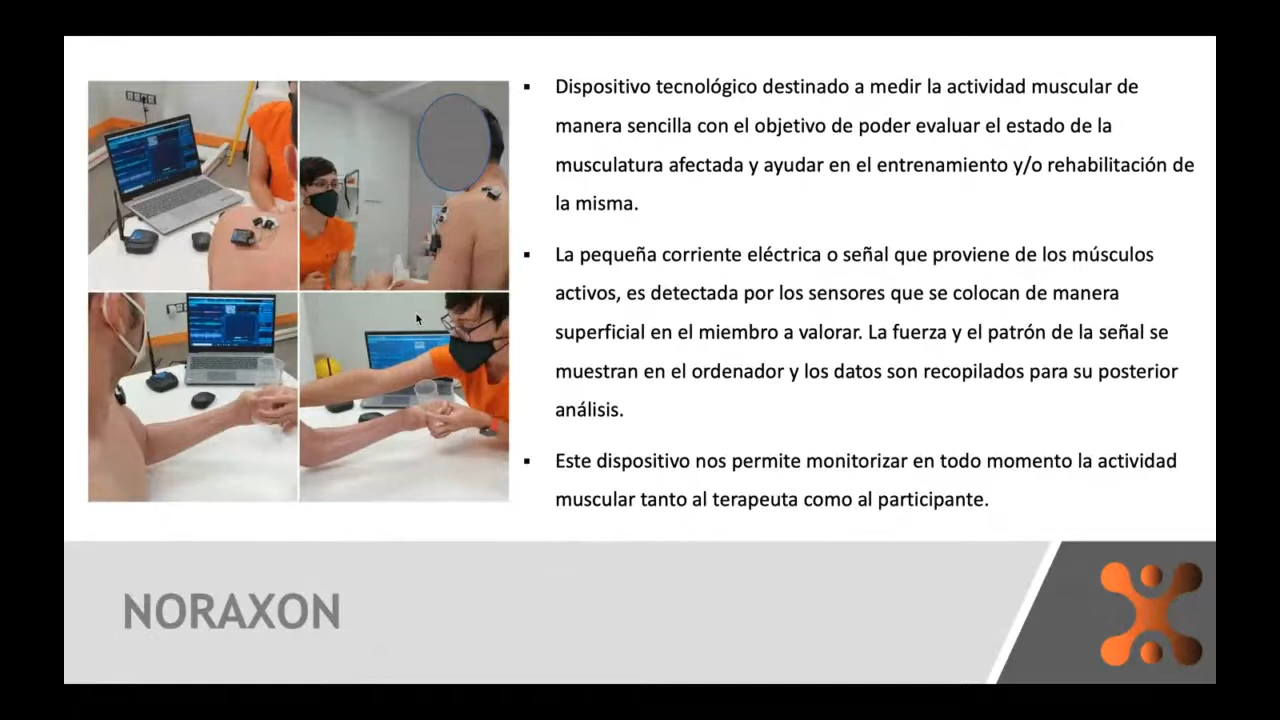 ▪ Dispositivo tecnológico destinado a medir la actividad muscular de
manera sencilla con el objetivo de poder evaluar el estado de la
musculatura afectada y ayudar en el entrenamiento y/o rehabilitación de
la misma.
▪ La pequeña corriente eléctrica o señal que proviene de los músculos
activos, es detectada por los sensores que se colocan de manera
superficial en el miembro a valorar. La fuerza y el patrón de la señal se
muestran en el ordenador y los datos son recopilados para su posterior
análisis.
▪ Este dispositivo nos permite monitorizar en todo momento la actividad
muscular tanto al terapeuta como al participante.
NORAXON